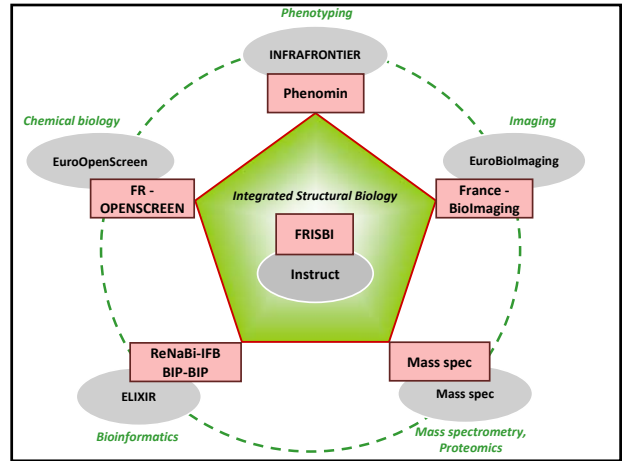 Phenotyping
INFRAFRONTIER
Phenomin
Chemical biology
EuroOpenScreen
FR -
OPENSCREEN
Imaging
EuroBioImaging
France -
BioImaging
Integrated Structural Biology
FRISBI
Instruct
ReNaBi-IFB
BIP-BIP
ELIXIR
Bioinformatics
Mass spec
Mass spec
Mass spectrometry,
Proteomics